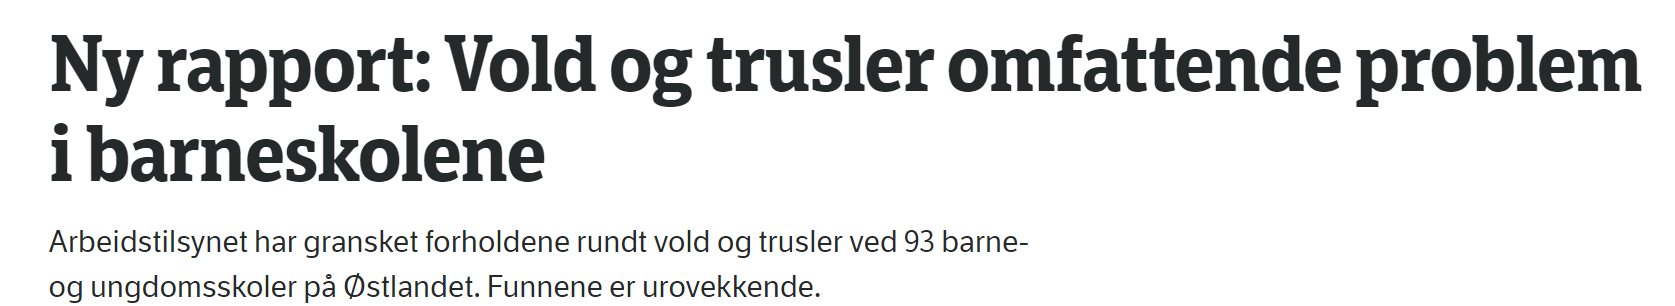 Ny rapport: Vold og trusler omfattende problem
i barneskolene
Arbeidstilsynet har gransket forholdene rundt vold og trusler ved 93 barne-
og ungdomsskoler på Østlandet. Funnene er urovekkende.